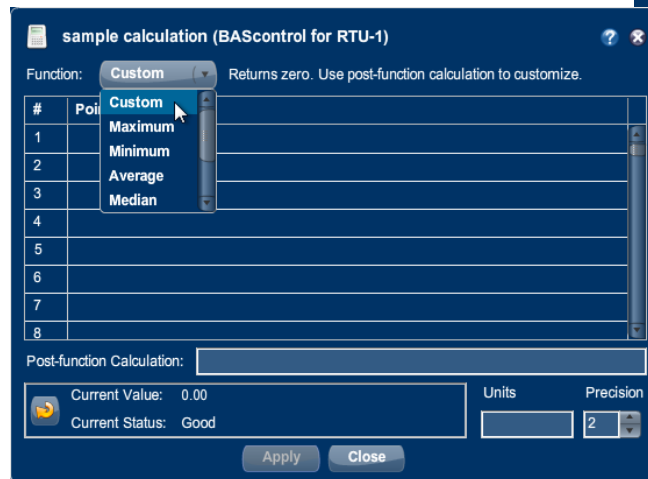 sample calculation (BAScontrol for RTU-1)
Function: Custom Returns zero. Use post-function calculation to customize.
# Poi
Custom
Maximum
Minimum
Average
Median
1
2
3
4
5
6
7
8
Post-function Calculation:
Current Value: 0.00
Current Status: Good
Units
Precision
2
Apply Close